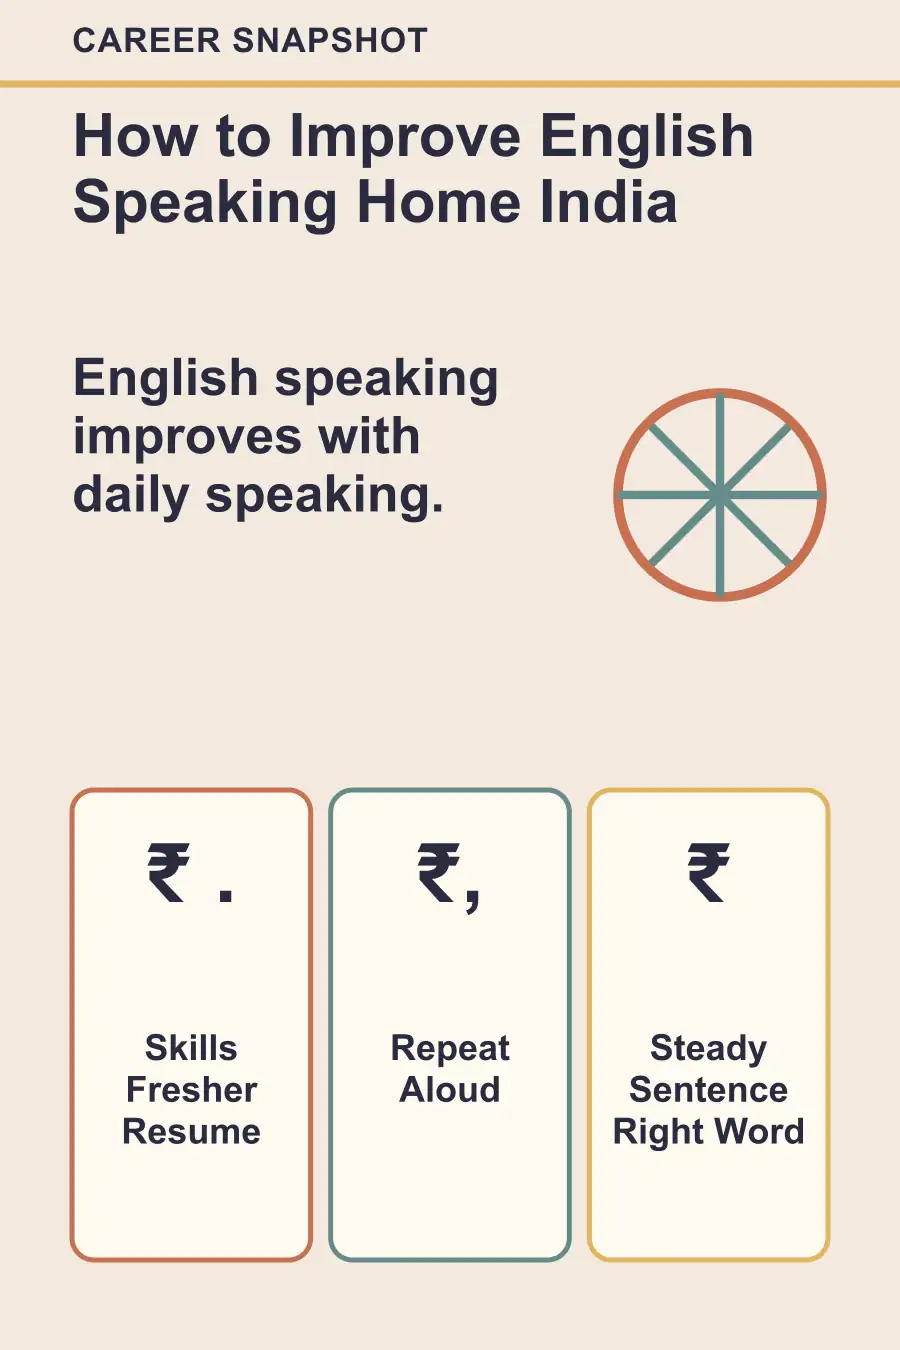 CAREER SNAPSHOT
How to Improve English
Speaking Home India
English speaking
improves with
daily speaking.
₹ .
Skills
Fresher
Resume
₹,
Repeat
Aloud
₹
Steady
Sentence
Right Word